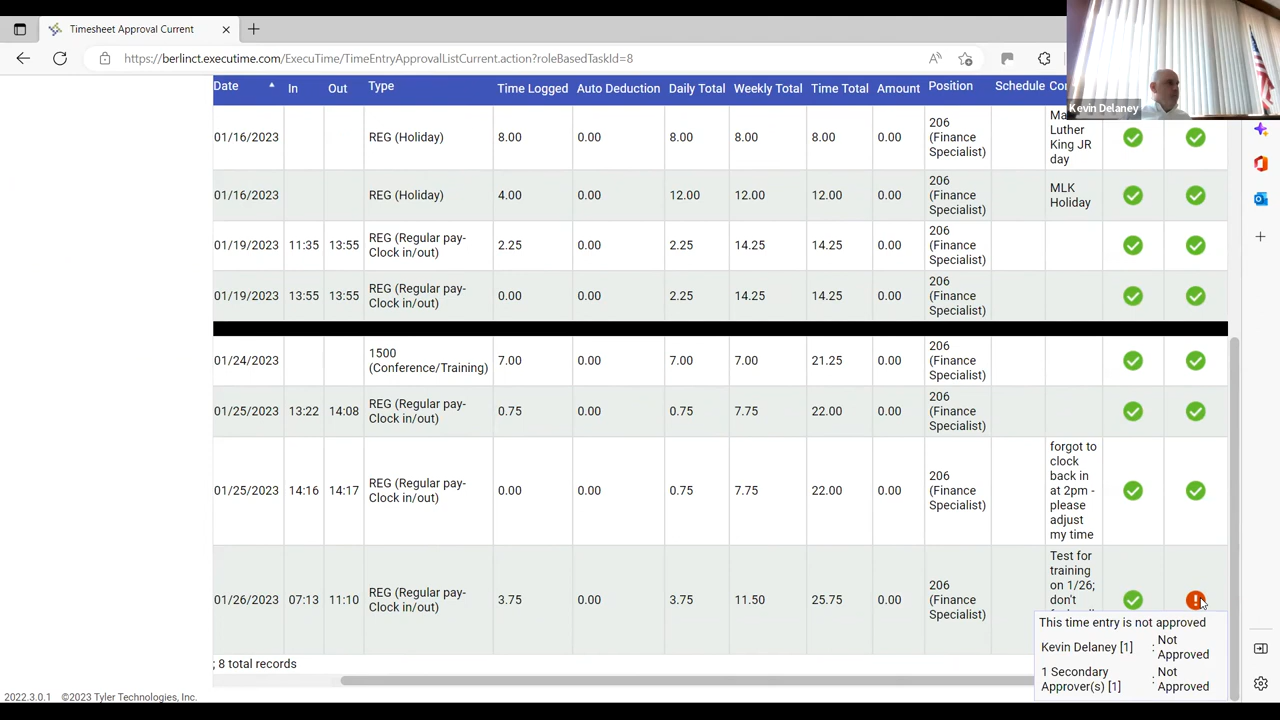 Timesheet Approval Current
https://berlinct.executime.com/ExecuTime/TimeEntryApprovalListCurrent.action?roleBasedTaskId=8
Kevin Delaney
Date In Out Type Time Logged Auto Deduction Daily Total Weekly Total Time Total Amount Position Schedule
01/16/2023 REG (Holiday) 8.00 0.00 8.00 8.00 8.00 0.00
206
(Finance
Specialist)
Luther
King JR
day
01/16/2023 REG (Holiday) 4.00 0.00 12.00 12.00 12.00 0.00
206
(Finance
Specialist)
MLK
Holiday
01/19/2023 11:35 13:55
REG (Regular pay-
Clock in/out)
2.25 0.00 2.25 14.25 14.25 0.00
206
(Finance
Specialist)
01/19/2023 13:55 13:55
REG (Regular pay-
Clock in/out)
0.00 0.00 2.25 14.25 14.25 0.00
206
(Finance
Specialist)
01/24/2023
1500
(Conference/Training)
7.00 0.00 7.00 7.00 21.25 0.00
206
(Finance
Specialist)
01/25/2023 13:22 14:08
REG (Regular pay-
Clock in/out)
0.75 0.00 0.75 7.75 22.00 0.00
206
(Finance
Specialist)
01/25/2023 14:16 14:17
REG (Regular pay-
Clock in/out)
0.00 0.00 0.75 7.75 22.00 0.00
206
(Finance
Specialist)
forgot to
clock
back in
at 2pm -
please
adjust
my time
01/26/2023 07:13 11:10
REG (Regular pay-
Clock in/out)
3.75 0.00 3.75 11.50 25.75 0.00
206
(Finance
Specialist)
Test for
training
on 1/26;
don't
This time entry is not approved
Kevin Delaney [1] : Not
Approved
1 Secondary
Approver(s) [1] : Not
Approved
; 8 total records
2022.3.0.1 ©2023 Tyler Technologies, Inc.